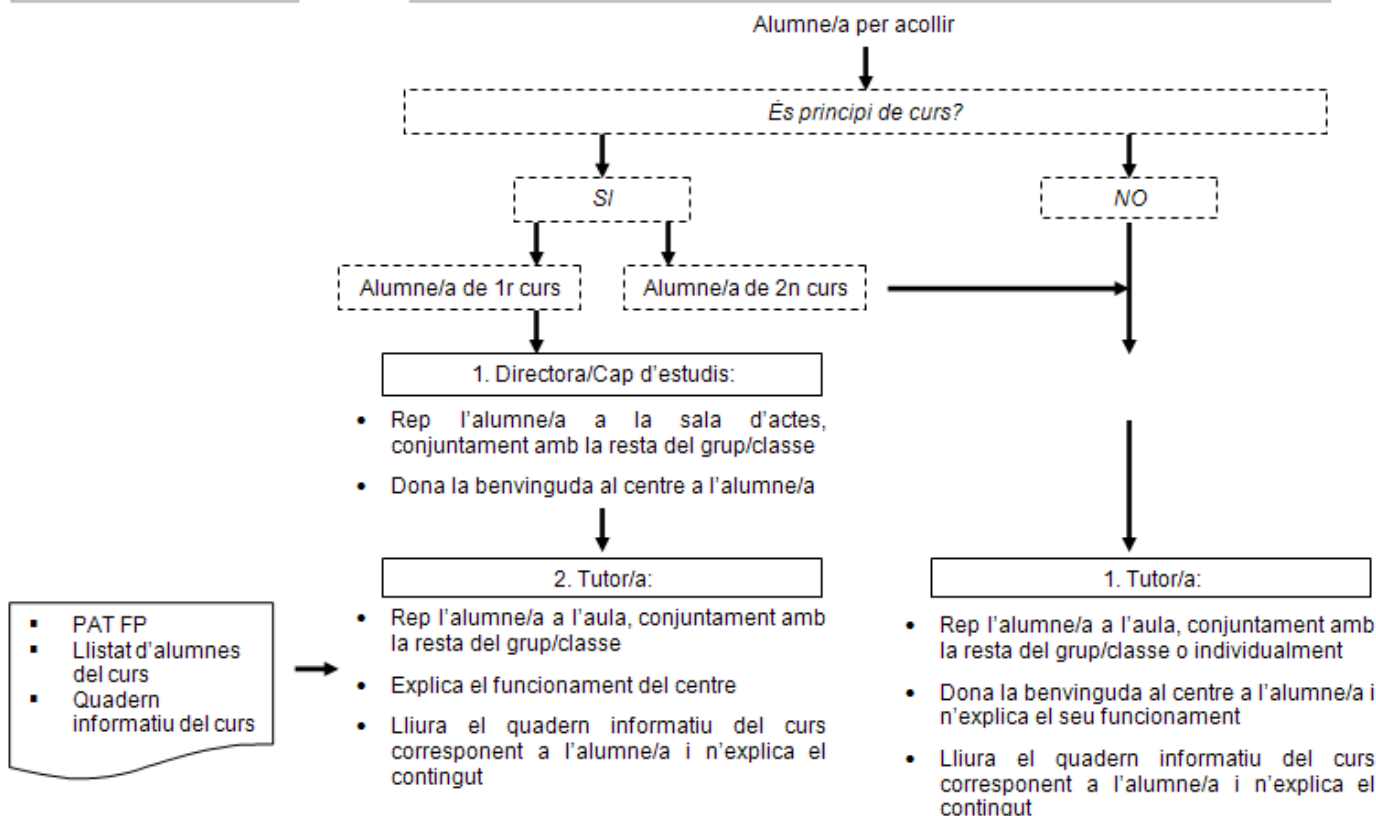 Alumne/a per acollir
És principi de curs?
SI
NO
Alumne/a de 1r curs
Alumne/a de 2n curs
1. Directora/Cap d'estudis:
• Rep l'alumne/a a la sala d'actes,
conjuntament amb la resta del grup/classe
• Dona la benvinguda al centre a l'alumne/a
2. Tutor/a:
• Rep l'alumne/a a l'aula, conjuntament amb
la resta del grup/classe
• Explica el funcionament del centre
• Lliura el quadern informatiu del curs
corresponent a l'alumne/a i n'explica el
contingut
▪ PAT FP
▪ Llistat d'alumnes
del curs
▪ Quadern
informatiu del curs
1. Tutor/a:
• Rep l'alumne/a a l'aula, conjuntament amb
la resta del grup/classe o individualment
• Dona la benvinguda al centre a l'alumne/a i
n'explica el seu funcionament
• Lliura el quadern informatiu del curs
corresponent a l'alumne/a i n'explica el
contingut